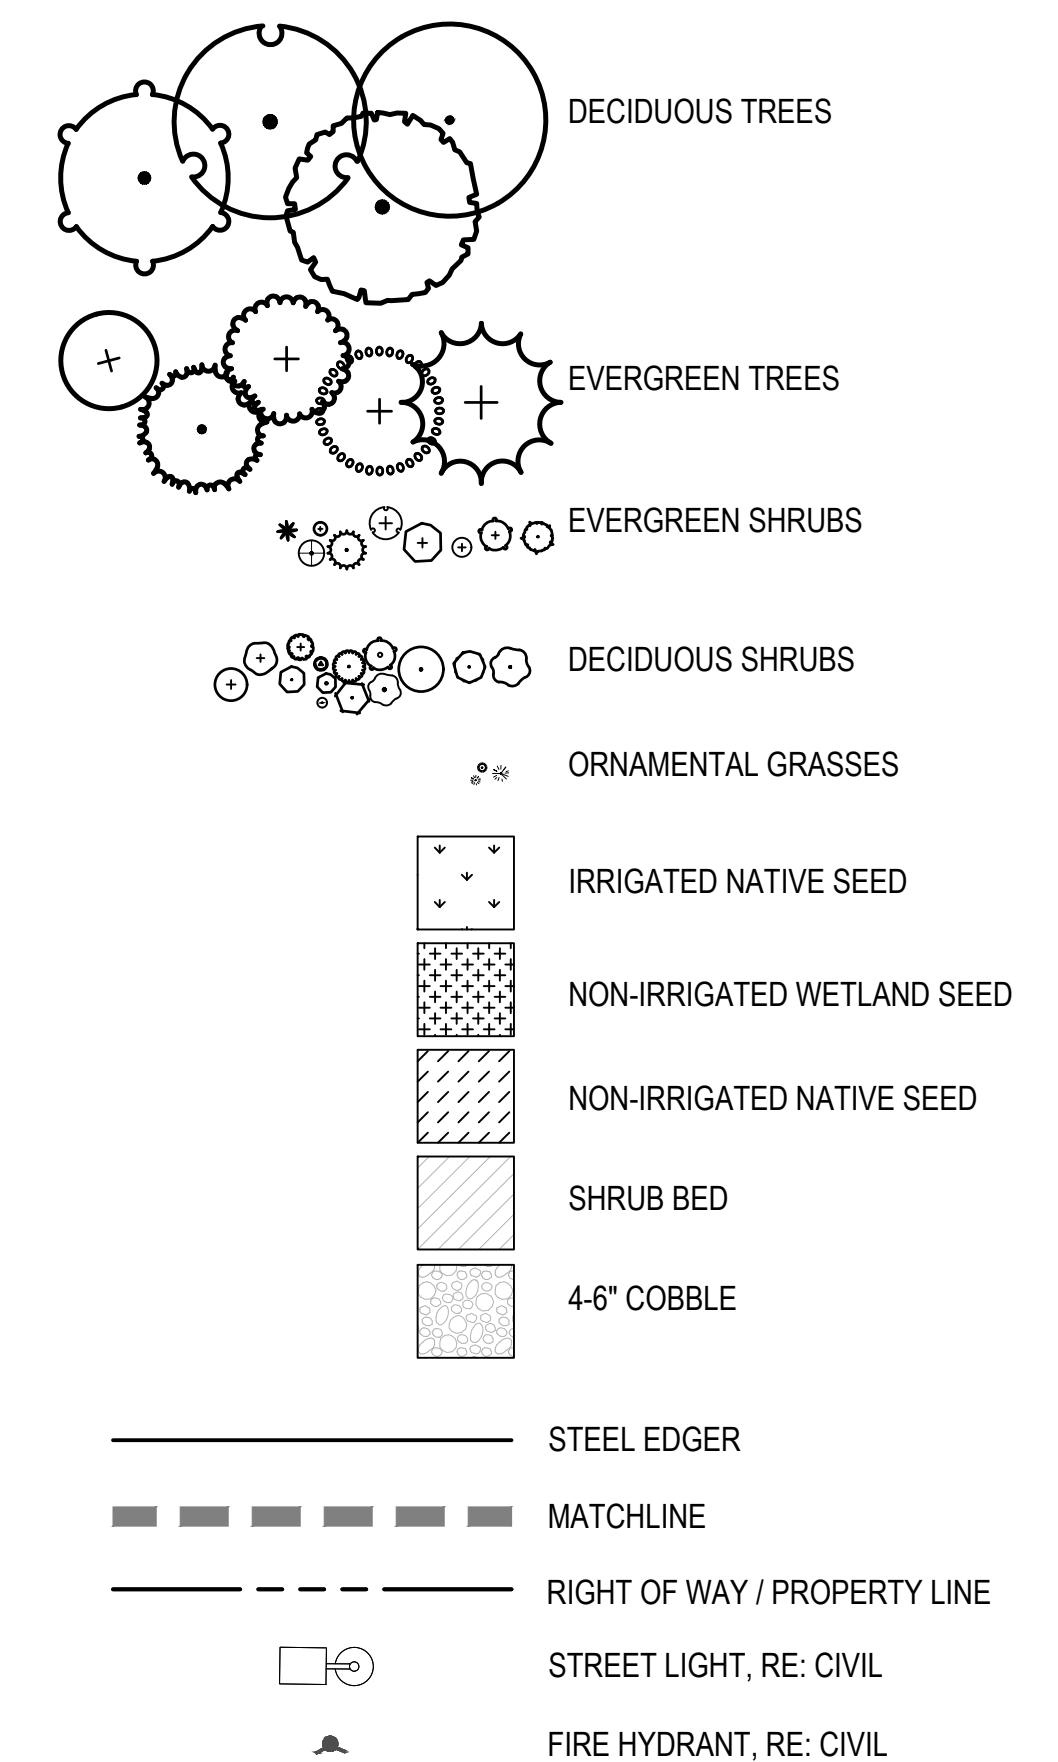 DECIDUOUS TREES
EVERGREEN TREES
EVERGREEN SHRUBS
DECIDUOUS SHRUBS
ORNAMENTAL GRASSES
IRRIGATED NATIVE SEED
NON-IRRIGATED WETLAND SEED
NON-IRRIGATED NATIVE SEED
SHRUB BED
4-6" COBBLE
STEEL EDGER
MATCHLINE
RIGHT OF WAY / PROPERTY LINE
STREET LIGHT, RE: CIVIL
FIRE HYDRANT, RE: CIVIL